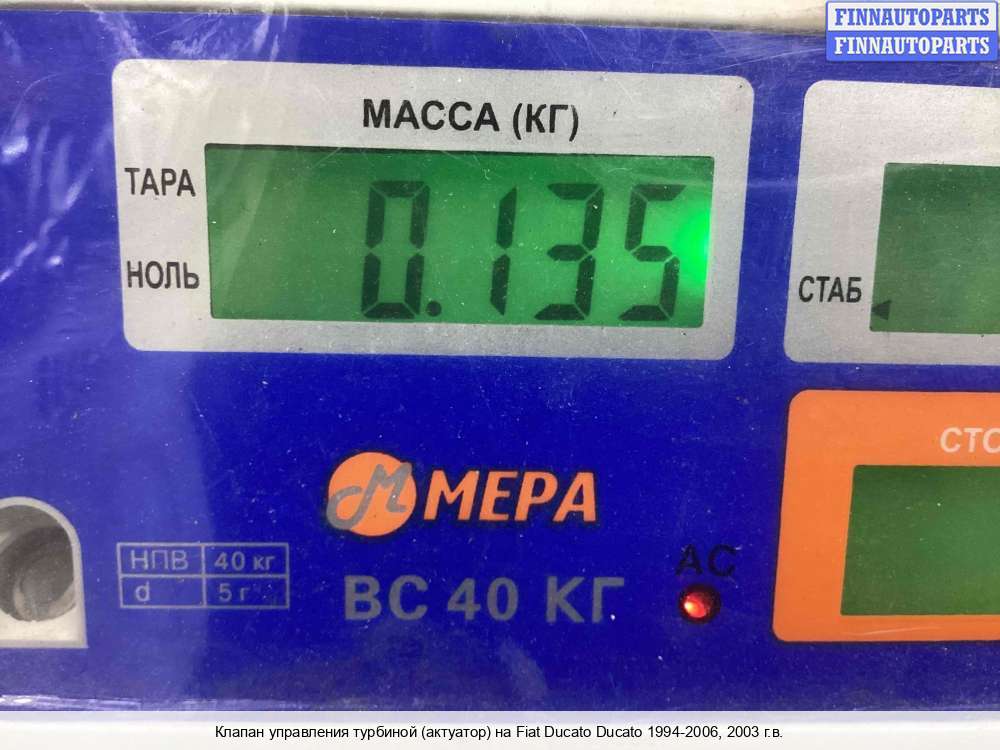 FINNAUTOPARTS
FINNAUTOPARTS
МАССА (КГ)
ТАРА
0.135
НОЛЬ
СТАБ
СТО
МЕРА
НПВ 40 кг
d 5 г
ВС 40 КГ
AC
Клапан управления турбиной (актуатор) на Fiat Ducato Ducato 1994-2006, 2003 г.в.